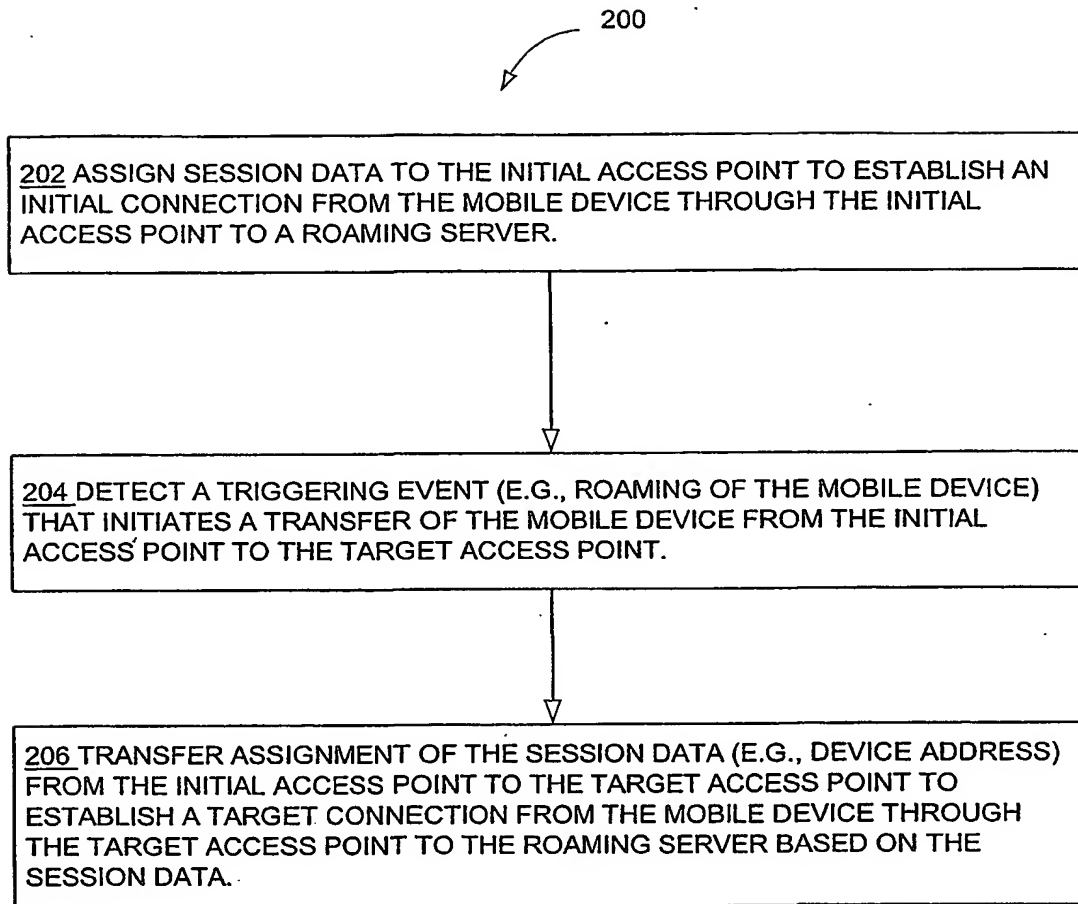 200
202 ASSIGN SESSION DATA TO THE INITIAL ACCESS POINT TO ESTABLISH AN
INITIAL CONNECTION FROM THE MOBILE DEVICE THROUGH THE INITIAL
ACCESS POINT TO A ROAMING SERVER.
204 DETECT A TRIGGERING EVENT (E.G., ROAMING OF THE MOBILE DEVICE)
THAT INITIATES A TRANSFER OF THE MOBILE DEVICE FROM THE INITIAL
ACCESS POINT TO THE TARGET ACCESS POINT.
206 TRANSFER ASSIGNMENT OF THE SESSION DATA (E.G., DEVICE ADDRESS)
FROM THE INITIAL ACCESS POINT TO THE TARGET ACCESS POINT TO
ESTABLISH A TARGET CONNECTION FROM THE MOBILE DEVICE THROUGH
THE TARGET ACCESS POINT TO THE ROAMING SERVER BASED ON THE
SESSION DATA.